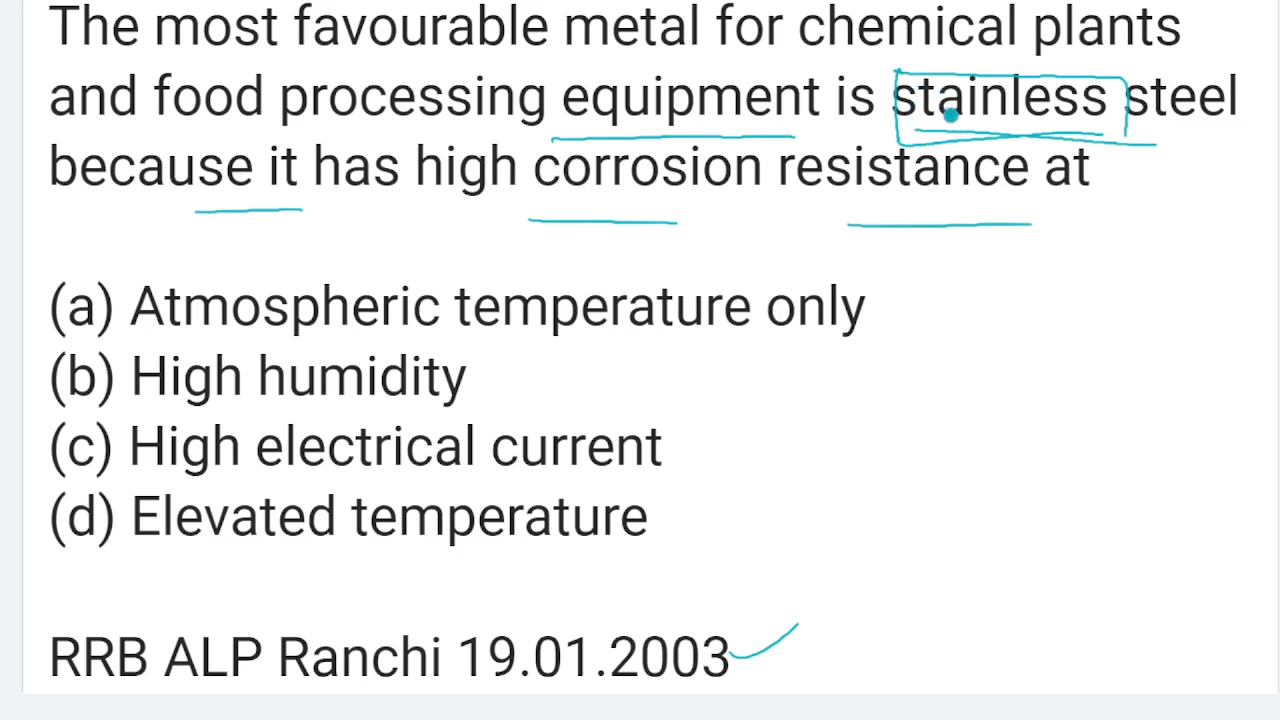 The most favourable metal for chemical plants
and food processing equipment is stainless steel
because it has high corrosion resistance at
(a) Atmospheric temperature only
(b) High humidity
(c) High electrical current
(d) Elevated temperature
RRB ALP Ranchi 19.01.2003